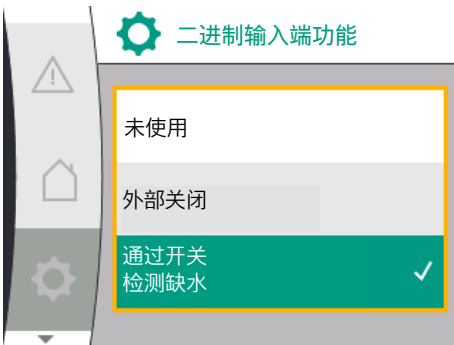 二进制输入端功能
未使用
外部关闭
通过开关
检测缺水